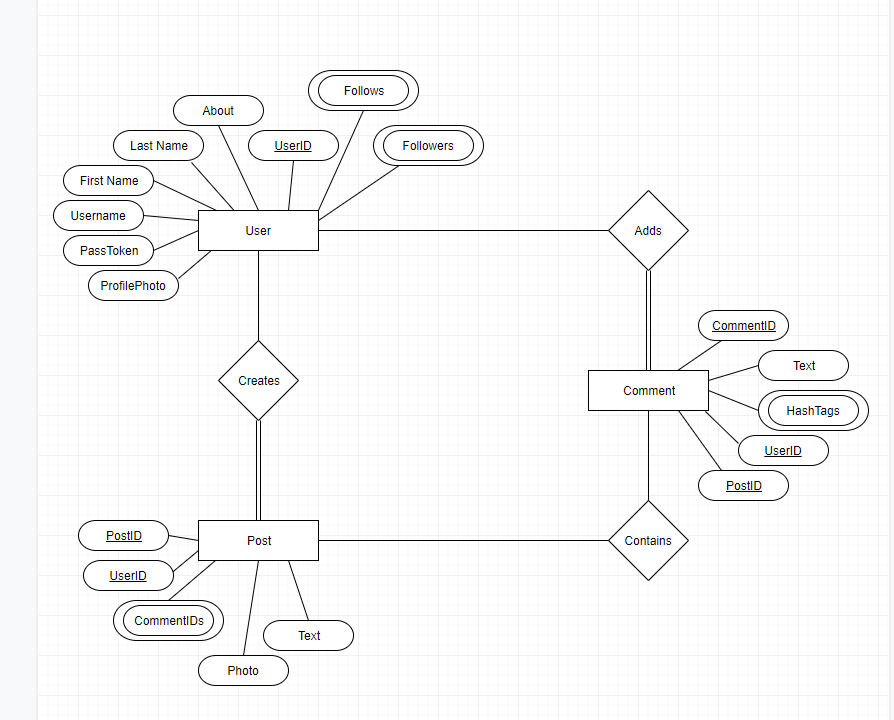 Follows
About
Last Name
UserID
Followers
First Name
Username
User
Adds
PassToken
ProfilePhoto
CommentID
Text
Creates
Comment
HashTags
UserID
PostID
PostID
Post
Contains
UserID
CommentIDs
Text
Photo